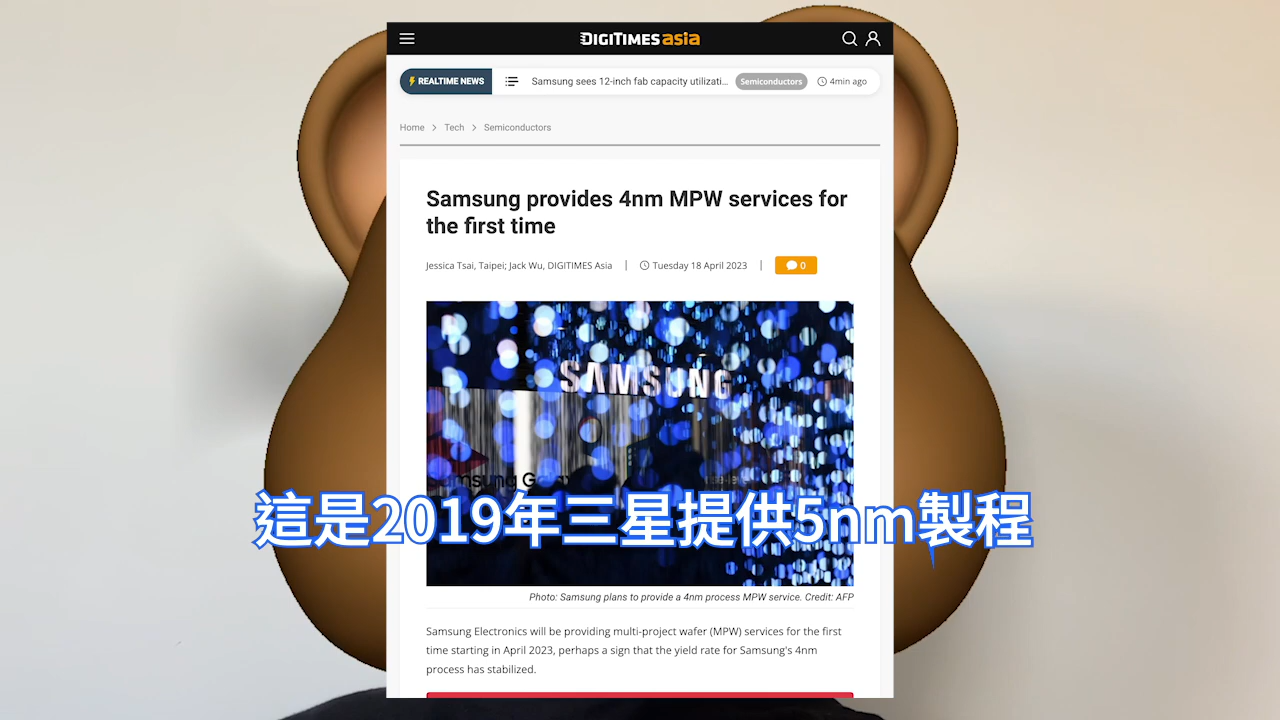 DIGITIMES asia
REALTIME NEWS
Samsung sees 12-inch fab capacity utilizati... Semiconductors 4min ago
Home > Tech > Semiconductors
Samsung provides 4nm MPW services for
the first time
Jessica Tsai, Taipei; Jack Wu, DIGITIMES Asia | Tuesday 18 April 2023 | 0
SAMSUNG
這是2019年三星提供5nm製程
Photo: Samsung plans to provide a 4nm process MPW service. Credit: AFP
Samsung Electronics will be providing multi-project wafer (MPW) services for the first
time starting in April 2023, perhaps a sign that the yield rate for Samsung's 4nm
process has stabilized.